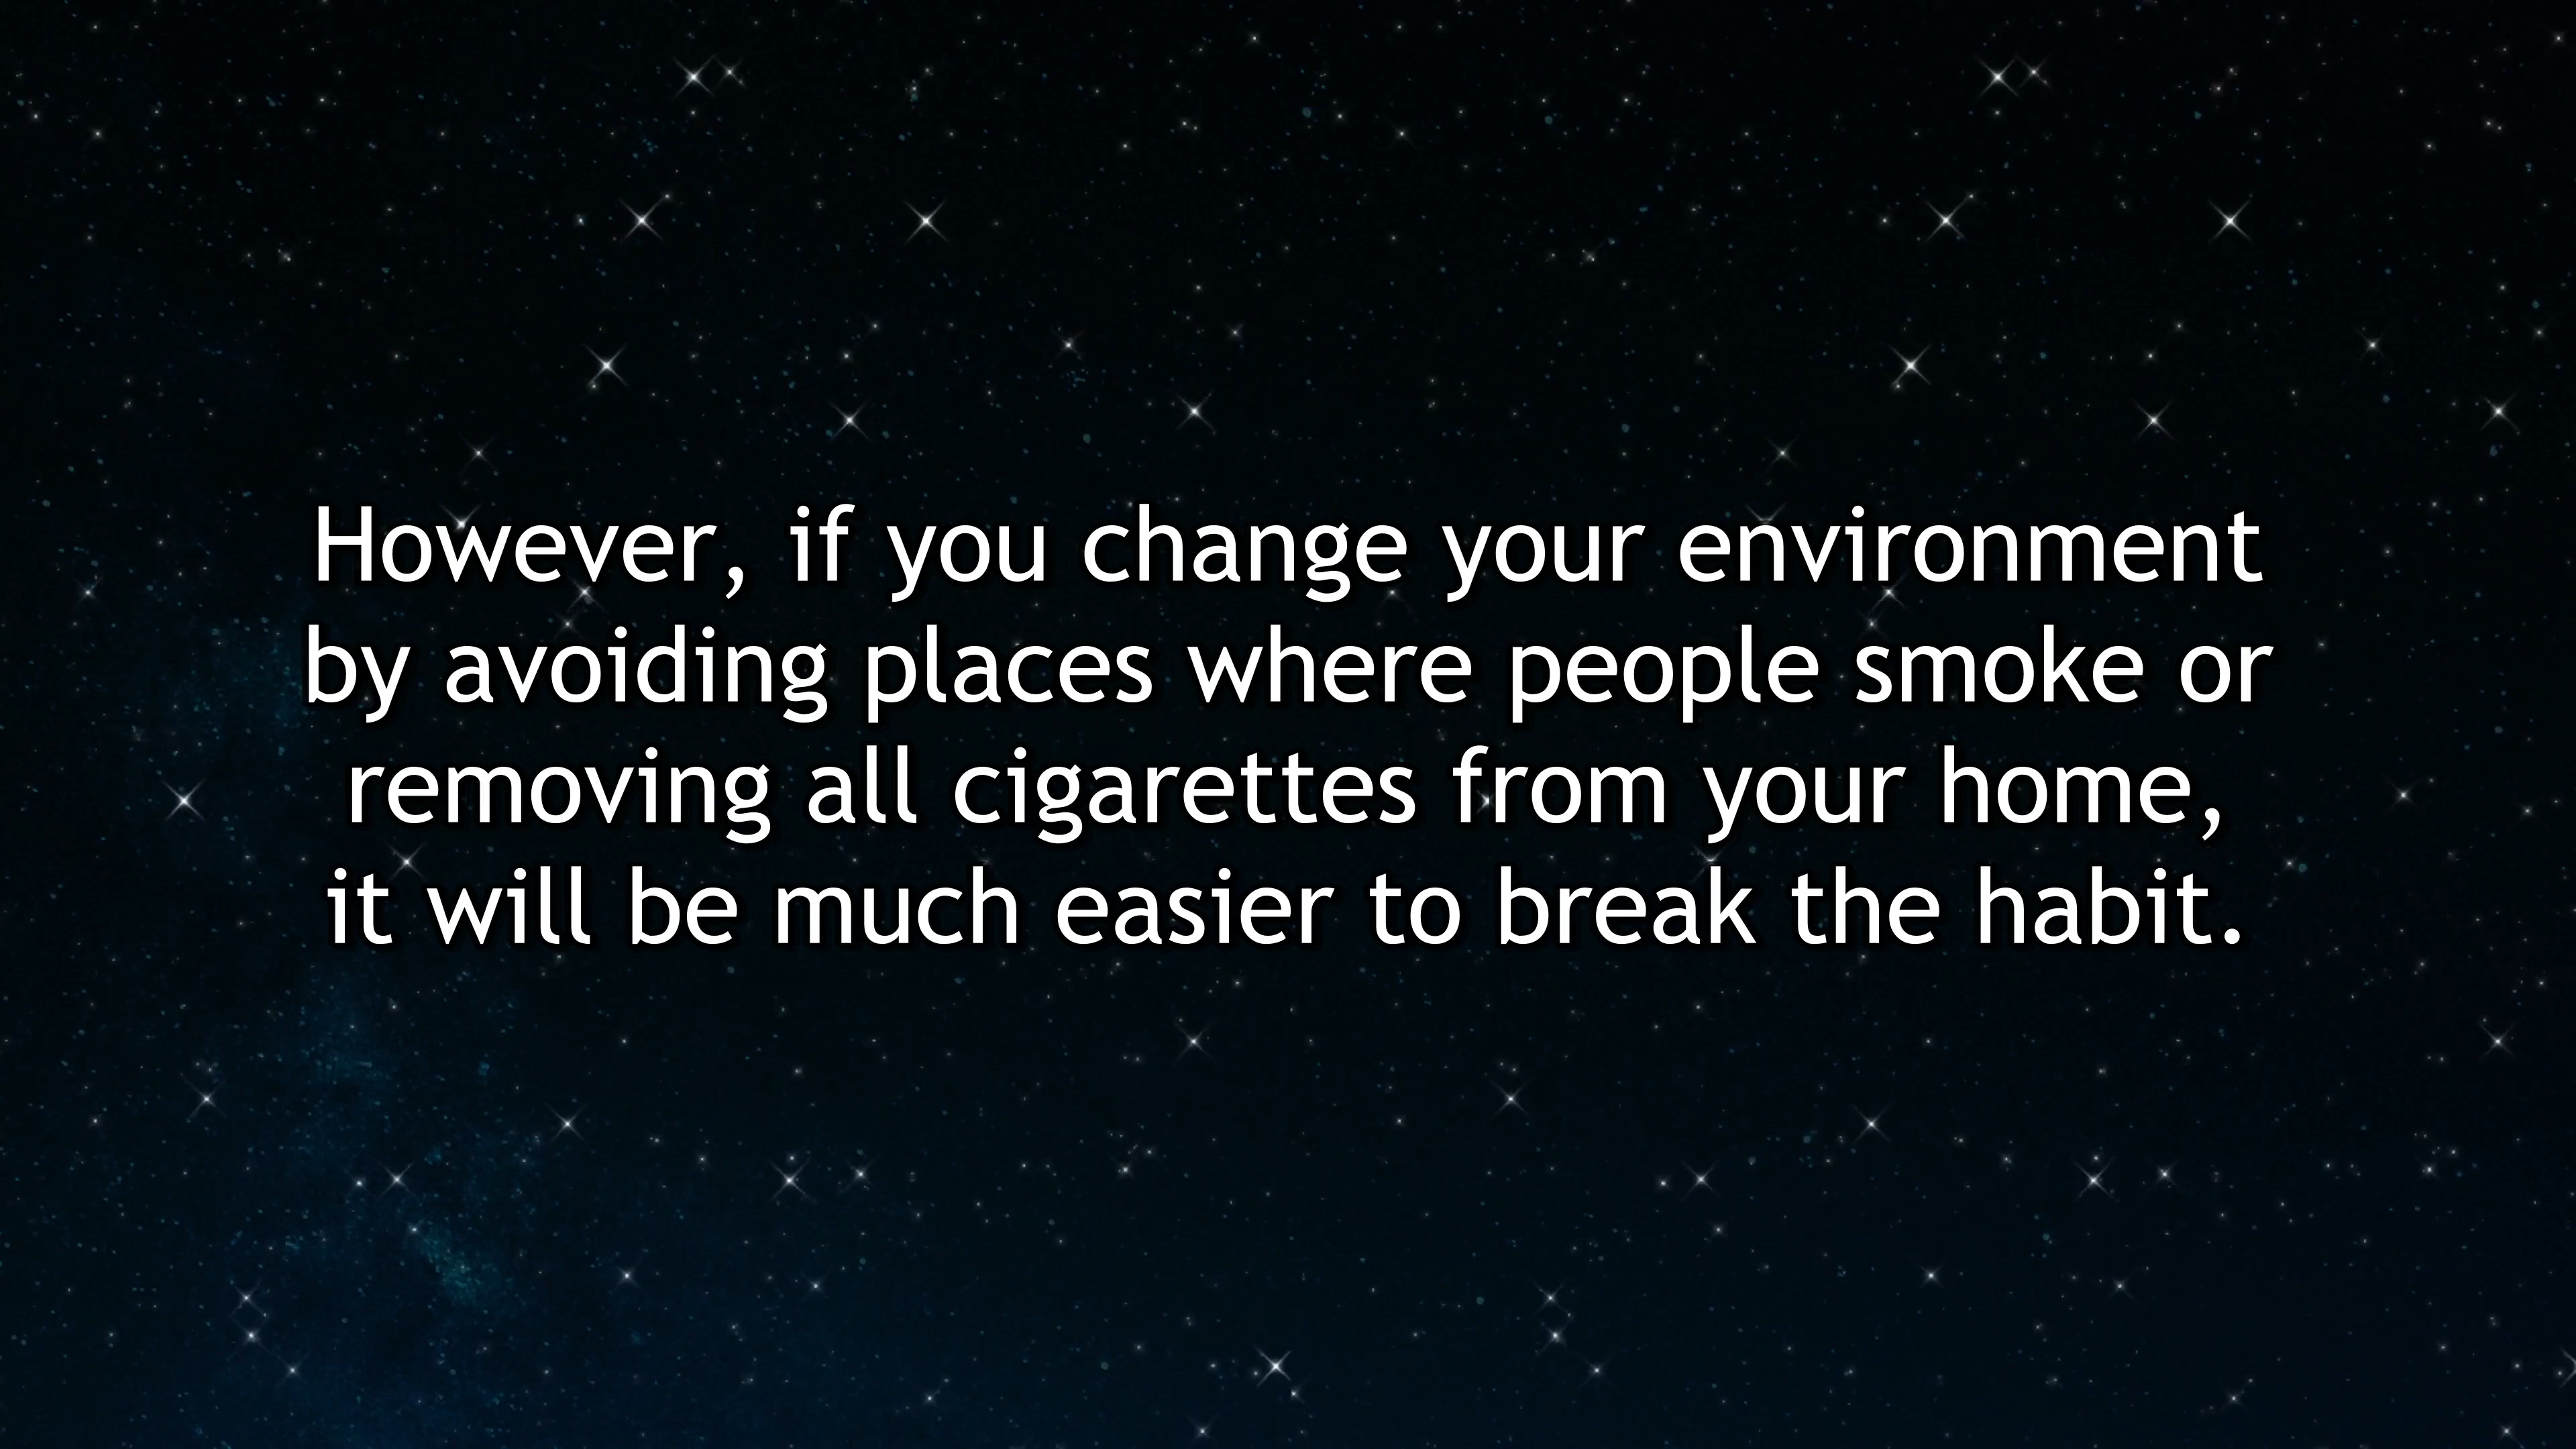 However, if you change your environment
by avoiding places where people smoke or
removing all cigarettes from your home,
it will be much easier to break the habit.